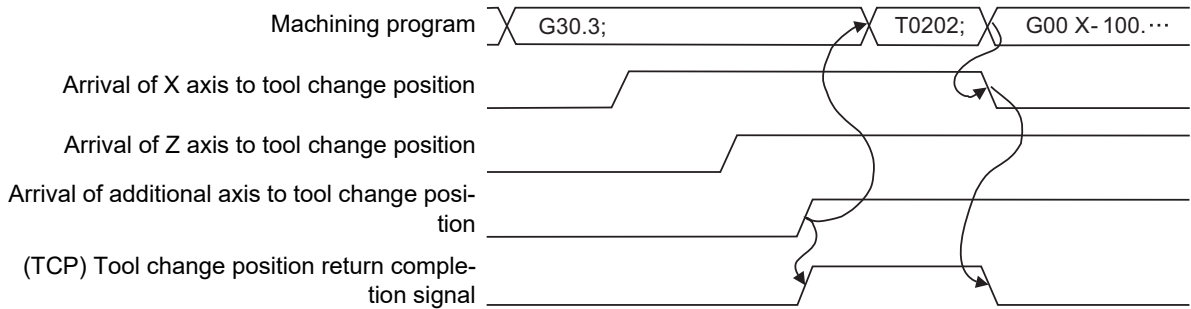 Machining program
G30.3; T0202; G00 X- 100. ⋯
Arrival of X axis to tool change position
Arrival of Z axis to tool change position
Arrival of additional axis to tool change posi-
tion
(TCP) Tool change position return comple-
tion signal